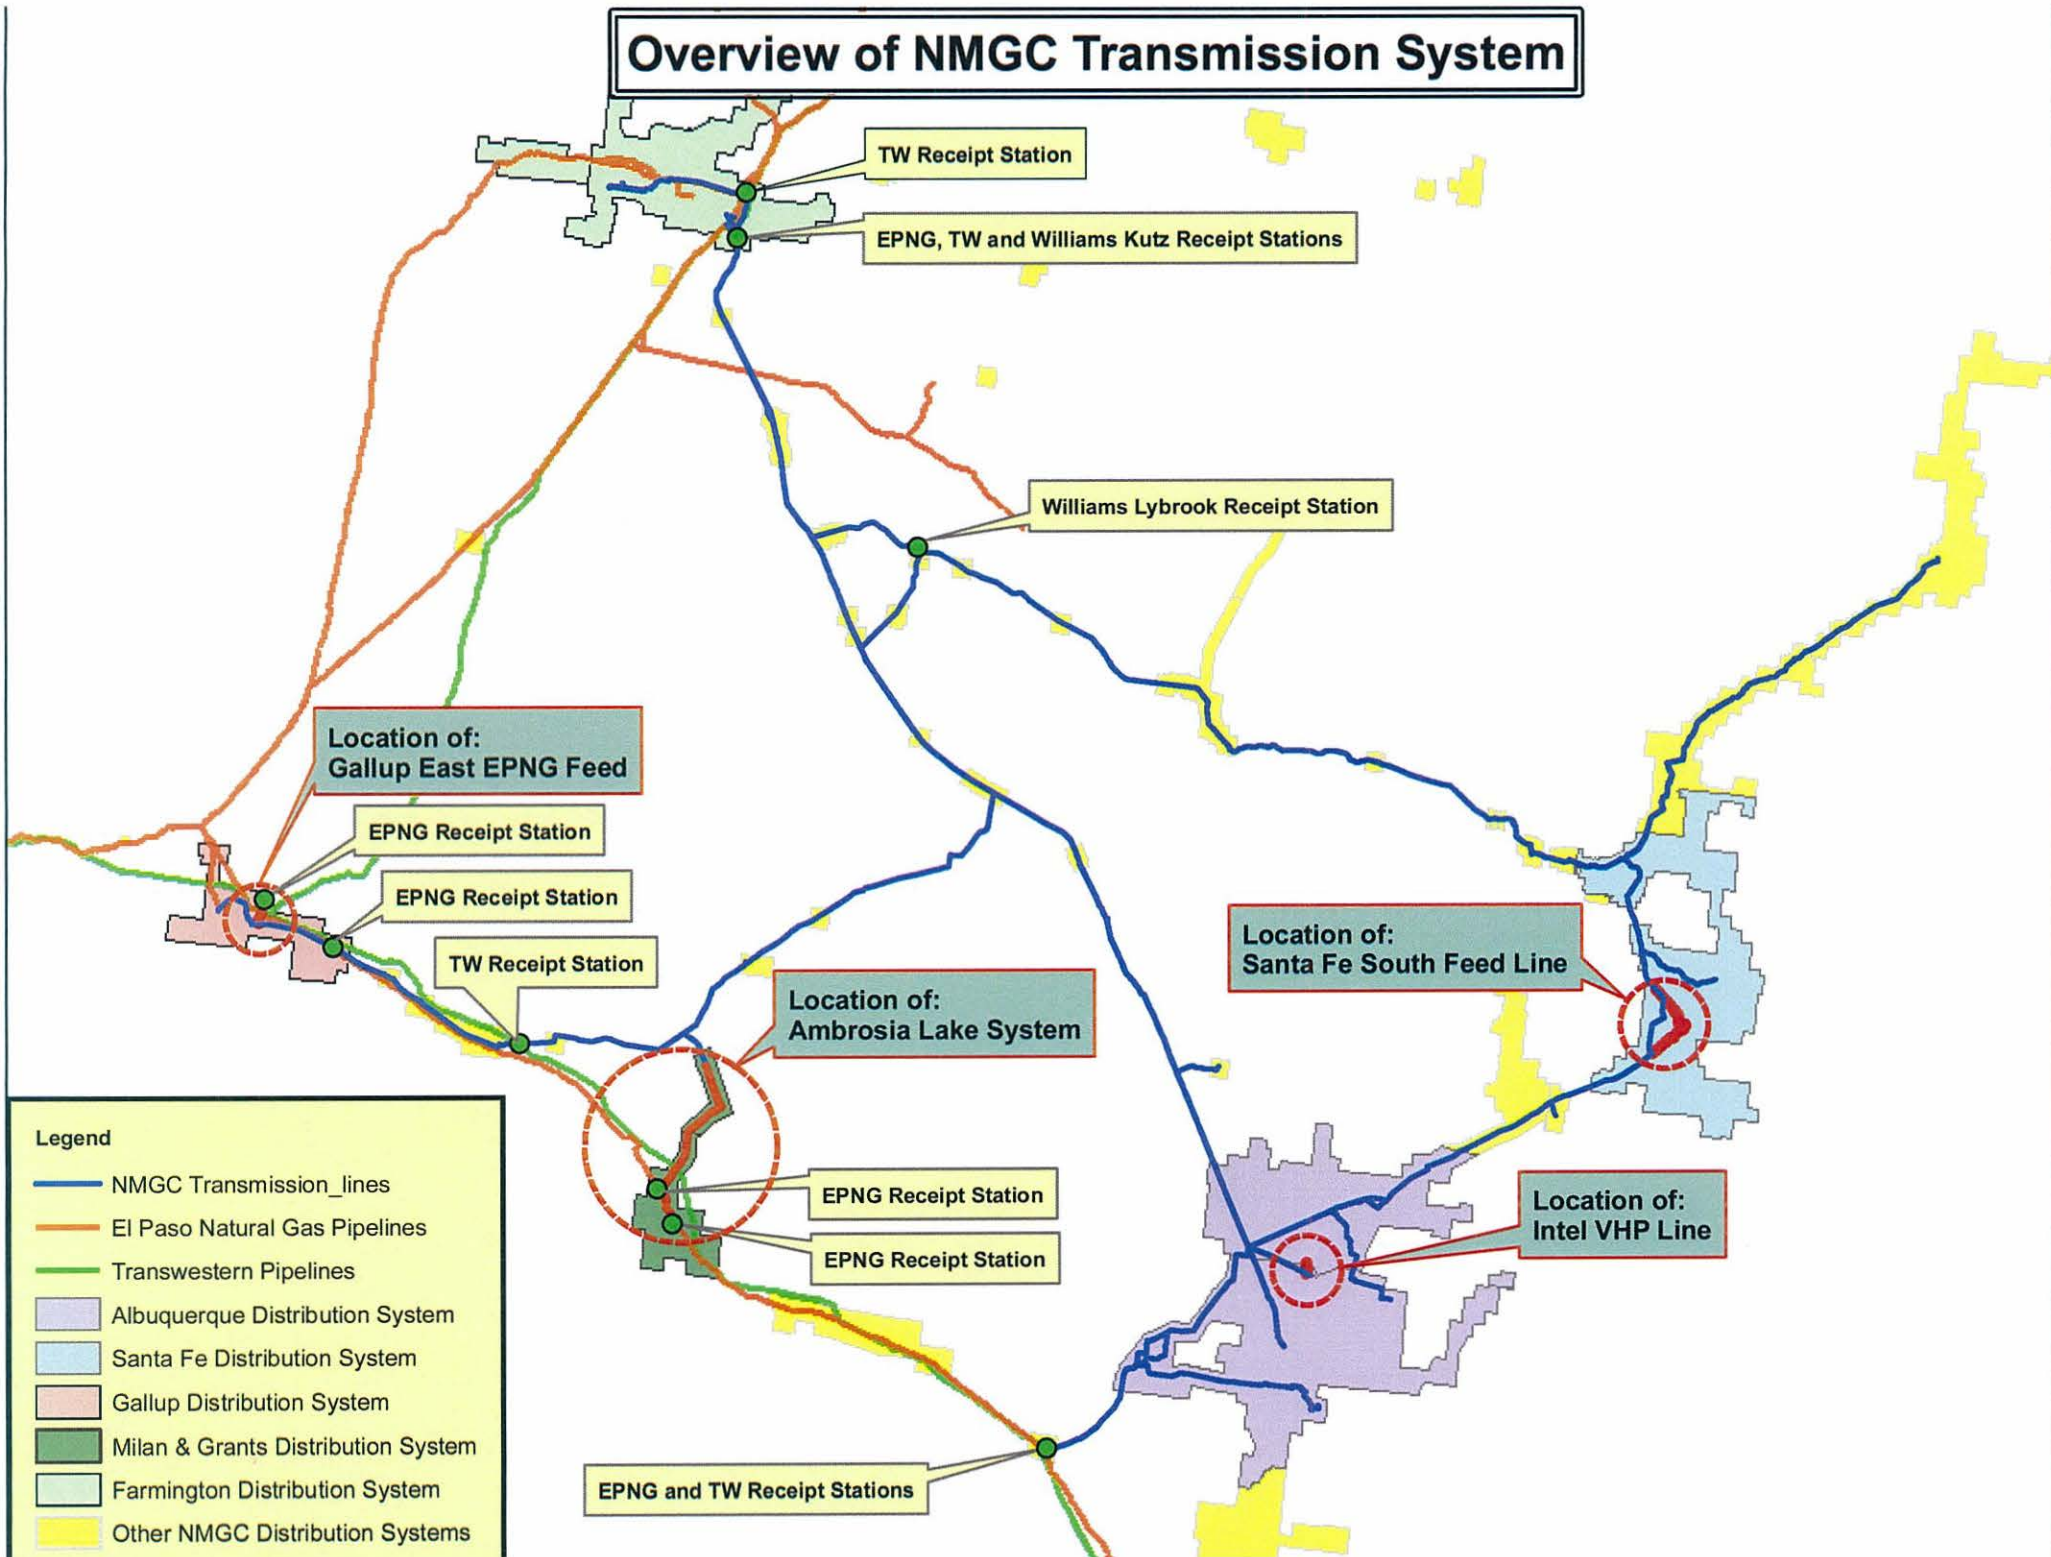 Overview of NMGC Transmission System
TW Receipt Station
EPNG, TW and Williams Kutz Receipt Stations
Williams Lybrook Receipt Station
Location of:
Gallup East EPNG Feed
EPNG Receipt Station
EPNG Receipt Station
TW Receipt Station
Location of:
Santa Fe South Feed Line
Location of:
Ambrosia Lake System
EPNG Receipt Station
EPNG Receipt Station
Location of:
Intel VHP Line
EPNG and TW Receipt Stations
Legend
NMGC Transmission_lines
El Paso Natural Gas Pipelines
Transwestern Pipelines
Albuquerque Distribution System
Santa Fe Distribution System
Gallup Distribution System
Milan & Grants Distribution System
Farmington Distribution System
Other NMGC Distribution Systems